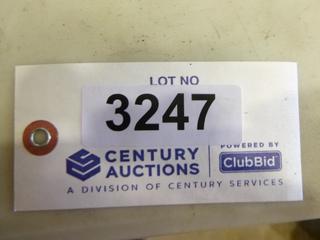 LOT NO
3247
CENTURY AUCTIONS
POWERED BY
ClubBid
A DIVISION OF CENTURY SERVICES